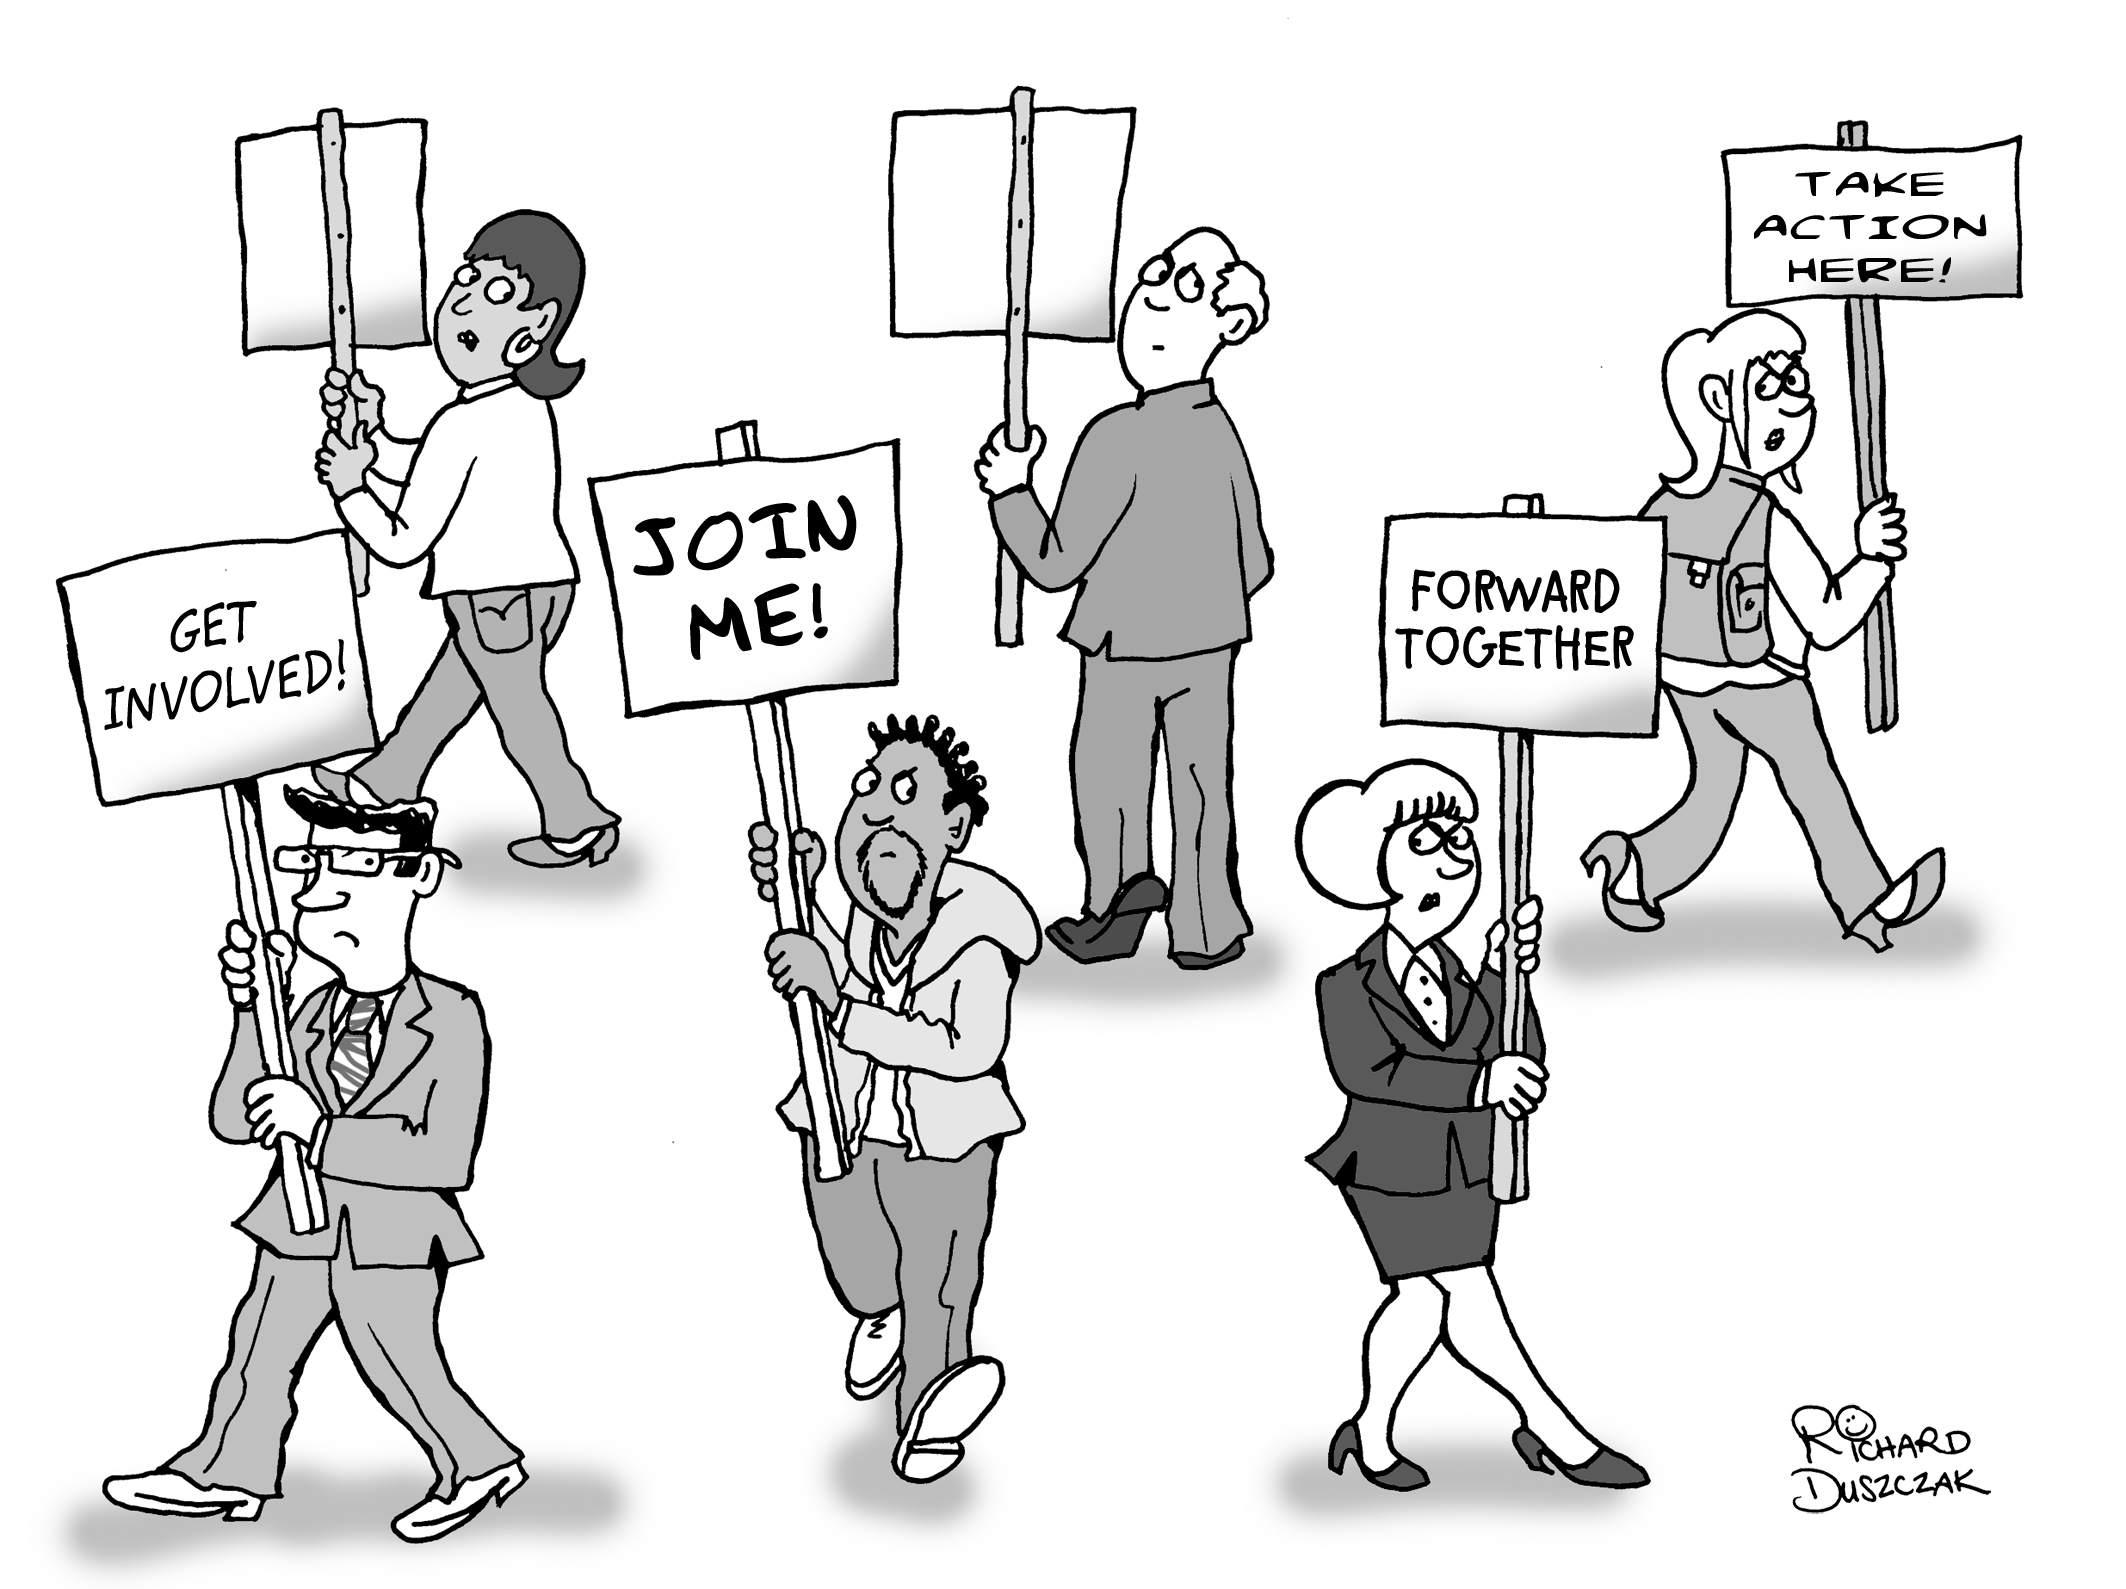 TAKE
ACTION
HERE!
JOIN
ME!
GET
INVOLVED!
FORWARD
TOGETHER
RICHARD
DUSZCZAK